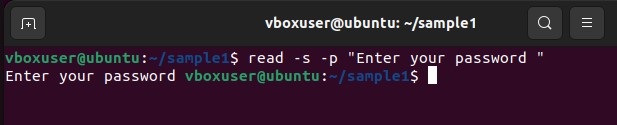 vboxuser@ubuntu: ~/sample1
vboxuser@ubuntu:~/sample1$ read -s -p "Enter your password "
Enter your password vboxuser@ubuntu:~/sample1$